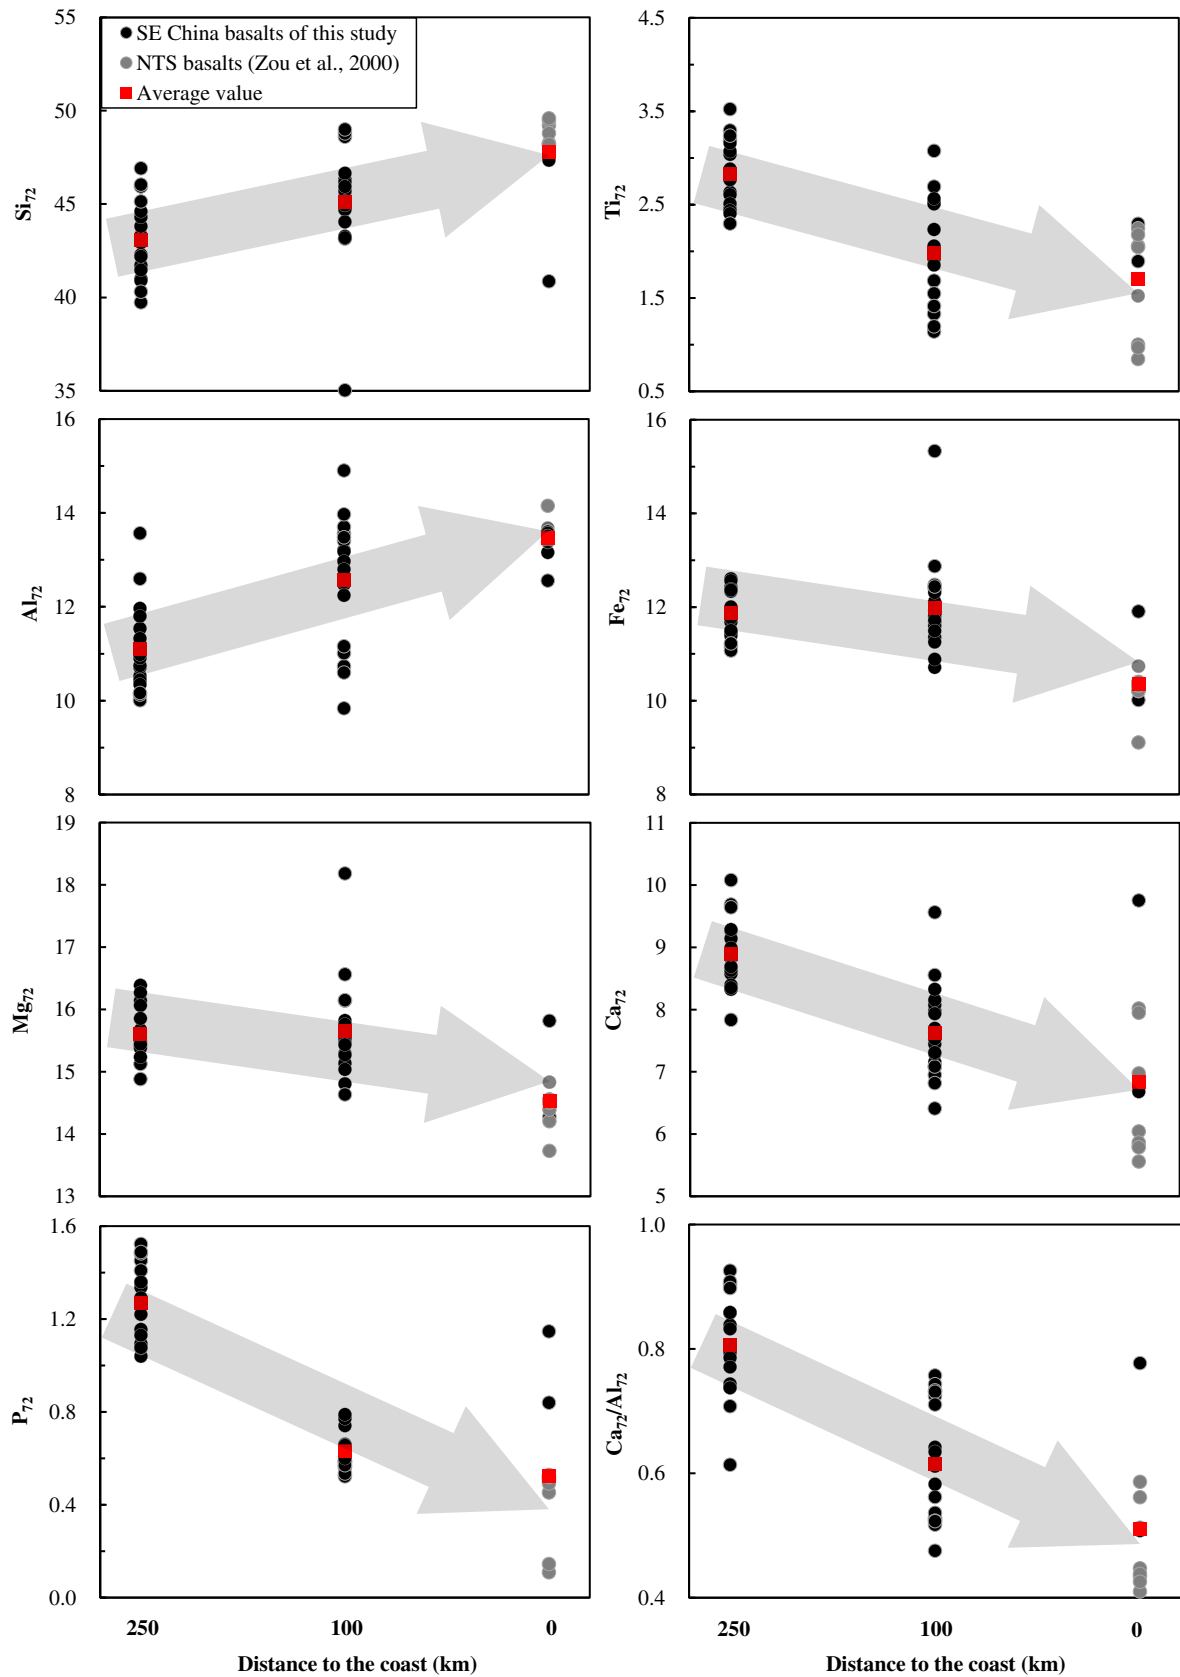 55
50
45
40
35
Si72
SE China basalts of this study
NTS basalts (Zou et al., 2000)
Average value
4.5
3.5
2.5
1.5
0.5
Ti72
16
14
12
10
8
Al72
16
14
12
10
8
Fe72
19
18
17
16
15
14
13
Mg72
11
10
9
8
7
6
5
Ca72
1.6
1.2
0.8
0.4
0.0
P72
250 100 0
Distance to the coast (km)
1.0
0.8
0.6
0.4
Ca72/Al72
250 100 0
Distance to the coast (km)